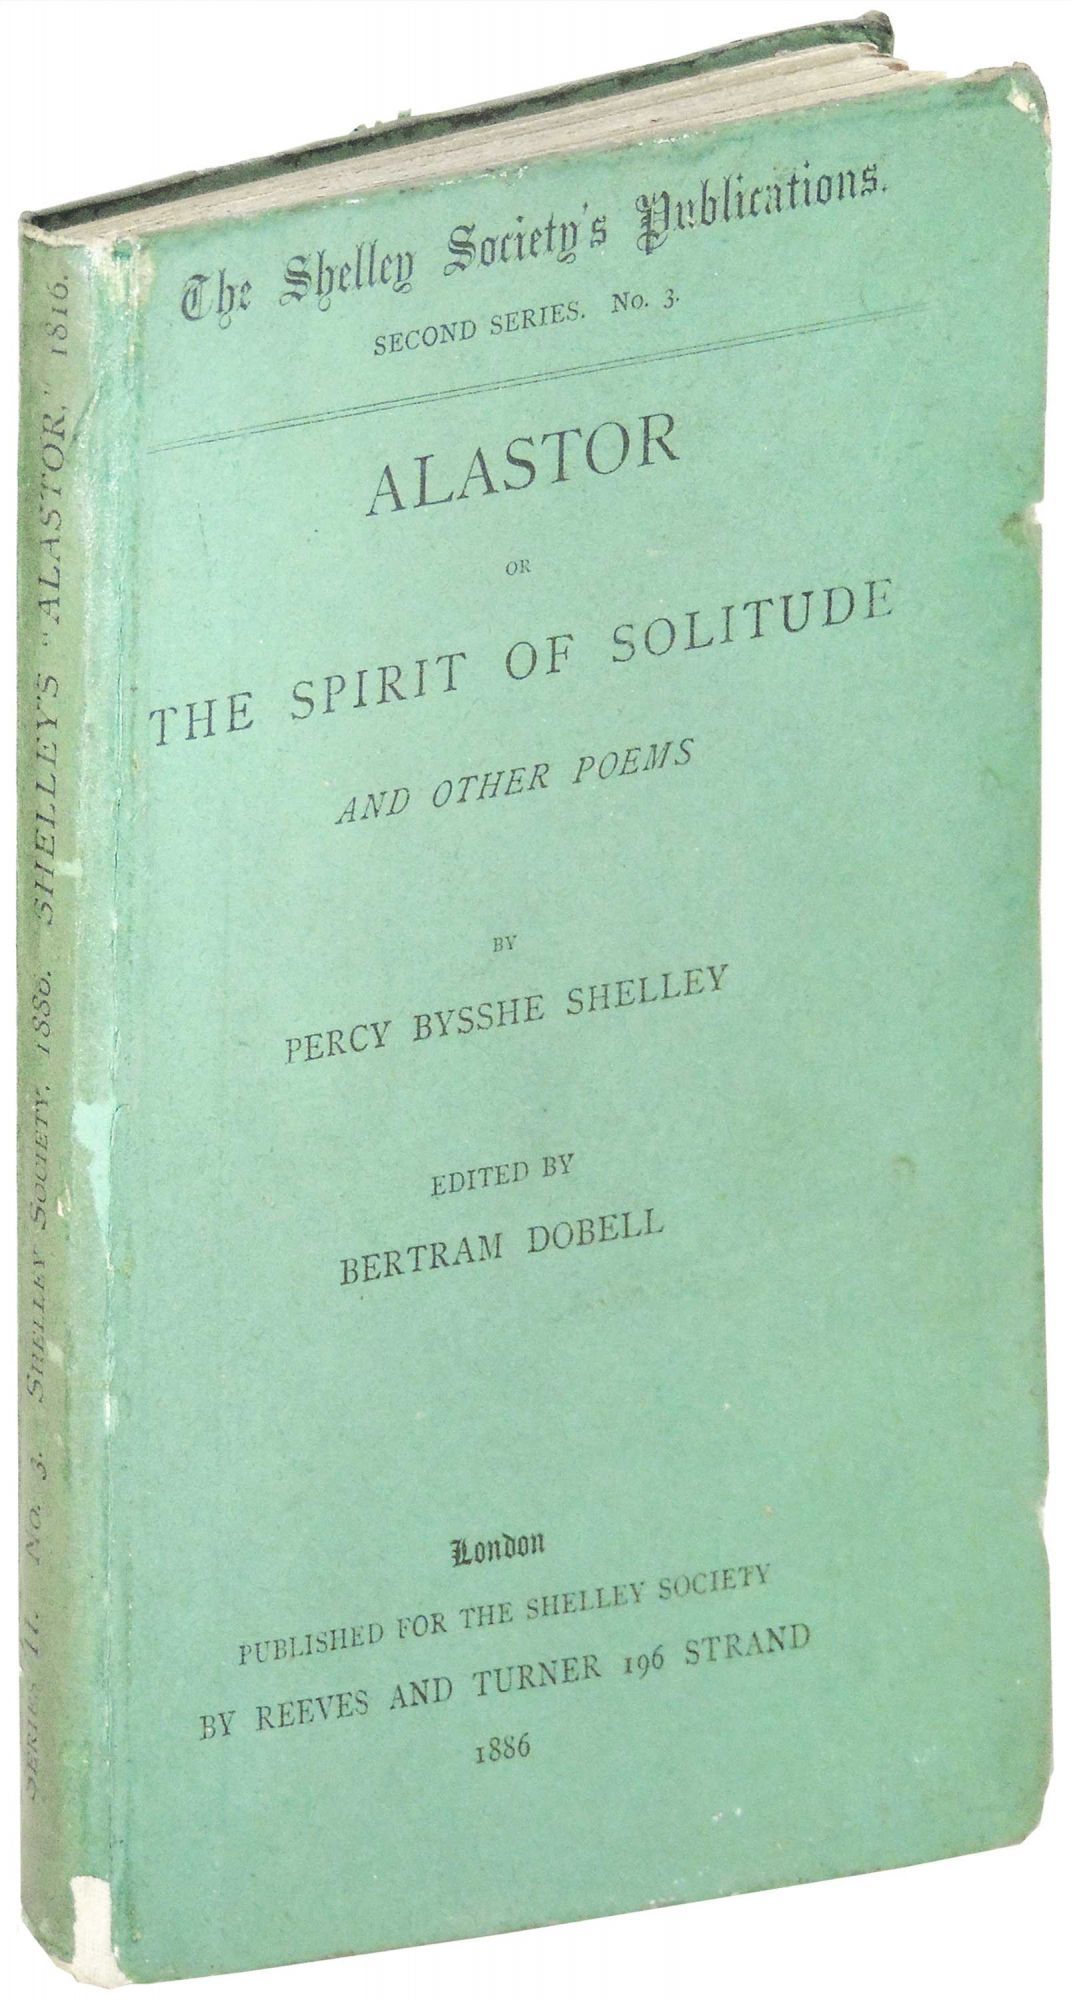 The Shelley Society's Publications.
SECOND SERIES. No. 3.
ALASTOR
OR
THE SPIRIT OF SOLITUDE
AND OTHER POEMS
BY
PERCY BYSSHE SHELLEY
EDITED BY
BERTRAM DOBELL
London
PUBLISHED FOR THE SHELLEY SOCIETY
BY REEVES AND TURNER 196 STRAND
1886
SERIES II. No. 3. SHELLEY SOCIETY, 1886. SHELLEY'S "ALASTOR," 1816.